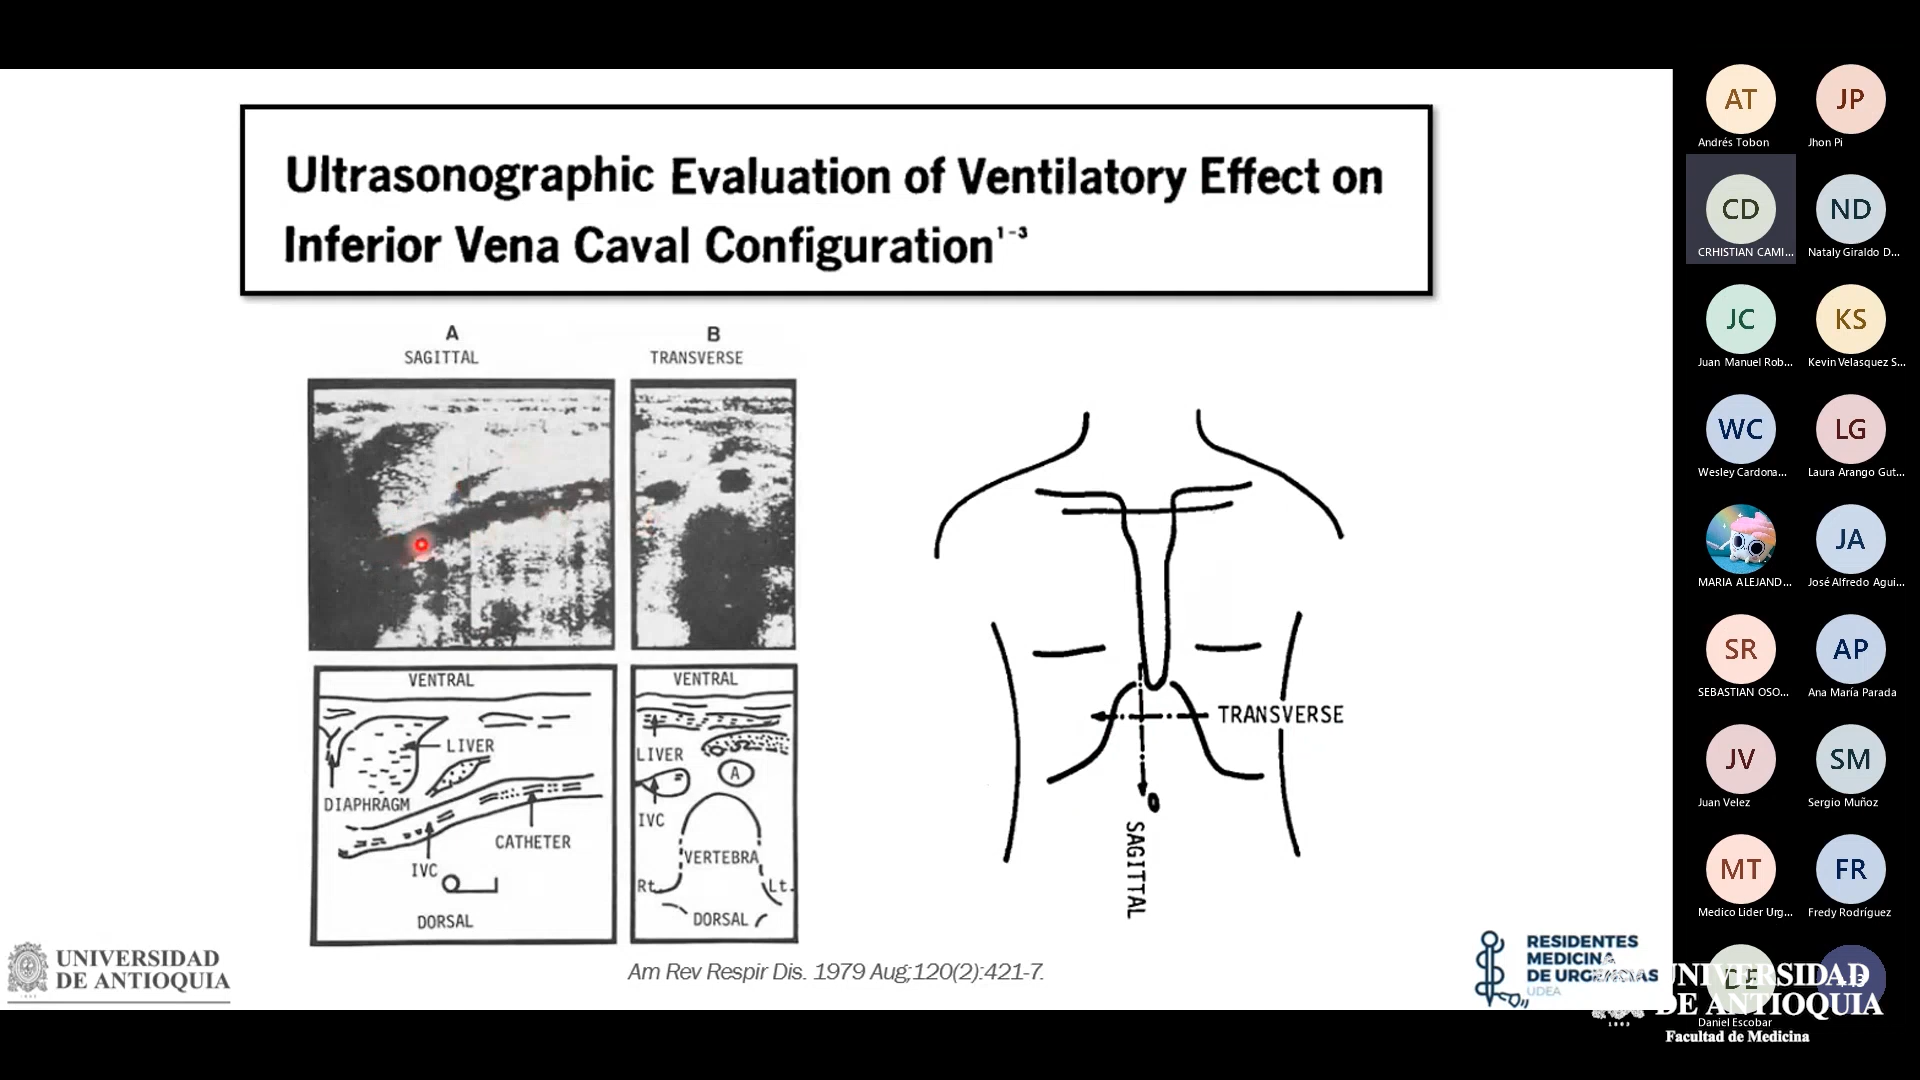 Ultrasonographic Evaluation of Ventilatory Effect on
Inferior Vena Caval Configuration¹⁻³
A
SAGITTAL
B
TRANSVERSE
VENTRAL
LIVER
DIAPHRAGM
CATHETER
IVC
DORSAL
VENTRAL
LIVER
A
IVC
VERTEBRA
Rt.
Lt.
DORSAL
TRANSVERSE
SAGITTAL
Am Rev Respir Dis. 1979 Aug;120(2):421-7.
UNIVERSIDAD
DE ANTIOQUIA
1803
RESIDENTES
MEDICINA
DE URGENCIAS
UDEA
AT
Andrés Tobon
JP
Jhon Pi
CD
CRHISTIAN CAMI...
ND
Nataly Giraldo D...
JC
Juan Manuel Rob...
KS
Kevin Velasquez S...
WC
Wesley Cardona...
LG
Laura Arango Gut...
MARIA ALEJAND...
JA
José Alfredo Agui...
SR
SEBASTIAN OSO...
AP
Ana María Parada
JV
Juan Velez
SM
Sergio Muñoz
MT
Medico Lider Urg...
FR
Fredy Rodríguez
DE
Daniel Escobar
UNIVERSIDAD
DE ANTIOQUIA
1803
Facultad de Medicina